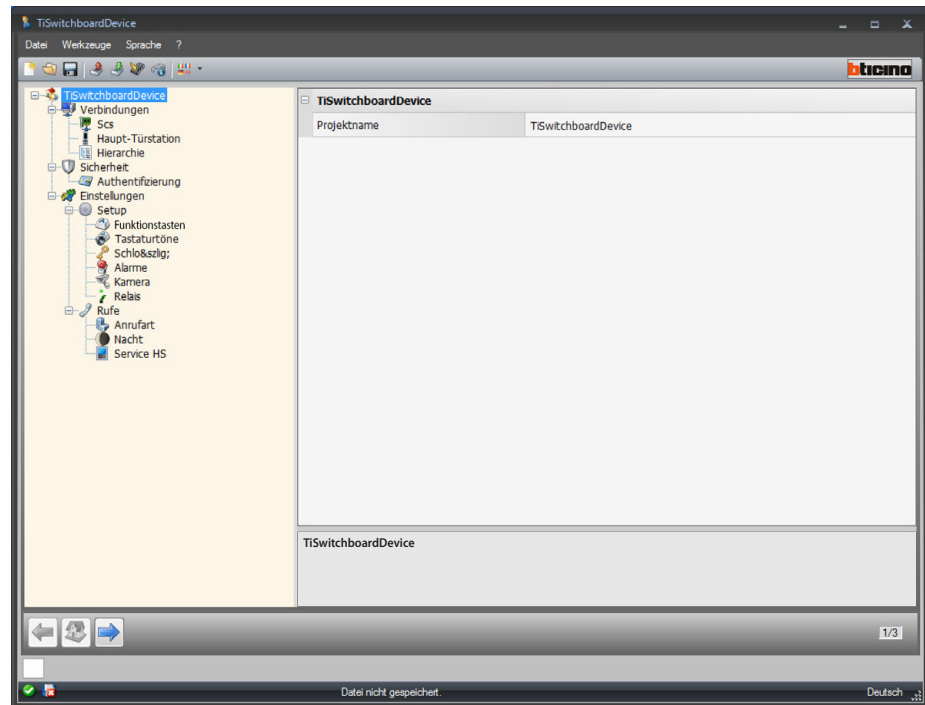 TiSwitchboardDevice
Datei Werkzeuge Sprache ?
bticino
TiSwitchboardDevice
Verbindungen
Scs
Haupt-Türstation
Hierarchie
Sicherheit
Authentifizierung
Einstellungen
Setup
Funktionstasten
Tastaturtöne
Schlo&szlig;
Alarme
Kamera
Relais
Rufe
Anrufart
Nacht
Service HS
TiSwitchboardDevice
Projektname TiSwitchboardDevice
TiSwitchboardDevice
1/3
Datei nicht gespeichert. Deutsch